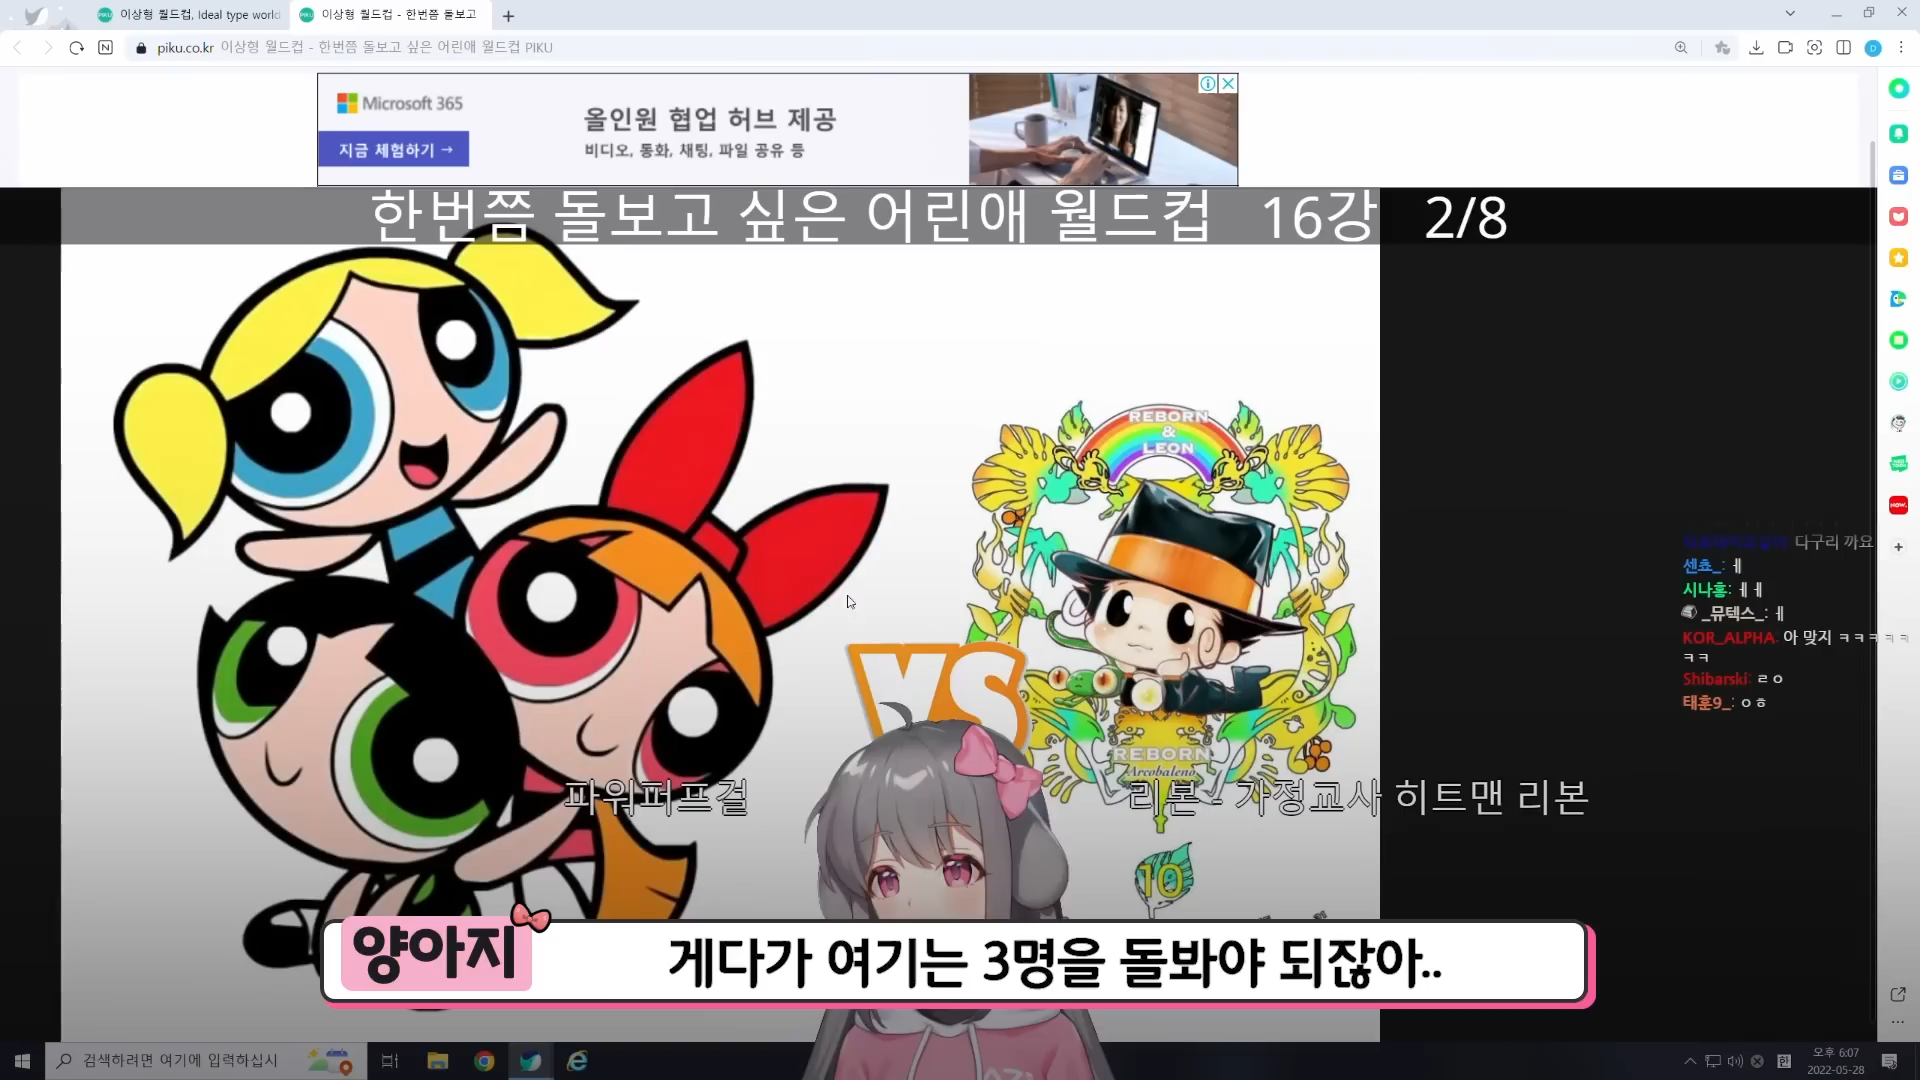 이상형 월드컵, Ideal type world
이상형 월드컵 - 한번쯤 돌보고
piku.co.kr 이상형 월드컵 - 한번쯤 돌보고 싶은 어린애 월드컵 PIKU
Microsoft 365
지금 체험하기 →
올인원 협업 허브 제공
비디오, 통화, 채팅, 파일 공유 등
한번쯤 돌보고 싶은 어린애 월드컵 16강 2/8
REBORN
&
LEON
VS
REBORN
Arcobaleno
파워퍼프걸
리본 - 가정교사 히트맨 리본
10
다구리 까요
센쵸_: ㅔ
시나홍: ㅖㅖ
_뮤텍스_: ㅖ
KOR_ALPHA: 아 맞지 ㅋㅋㅋㅋㅋ
ㅋㅋ
Shibarski: ㄹㅇ
태훈9_: ㅇㅎ
양아지
게다가 여기는 3명을 돌봐야 되잖아..
검색하려면 여기에 입력하십시
한
오후 6:07
2022-05-28